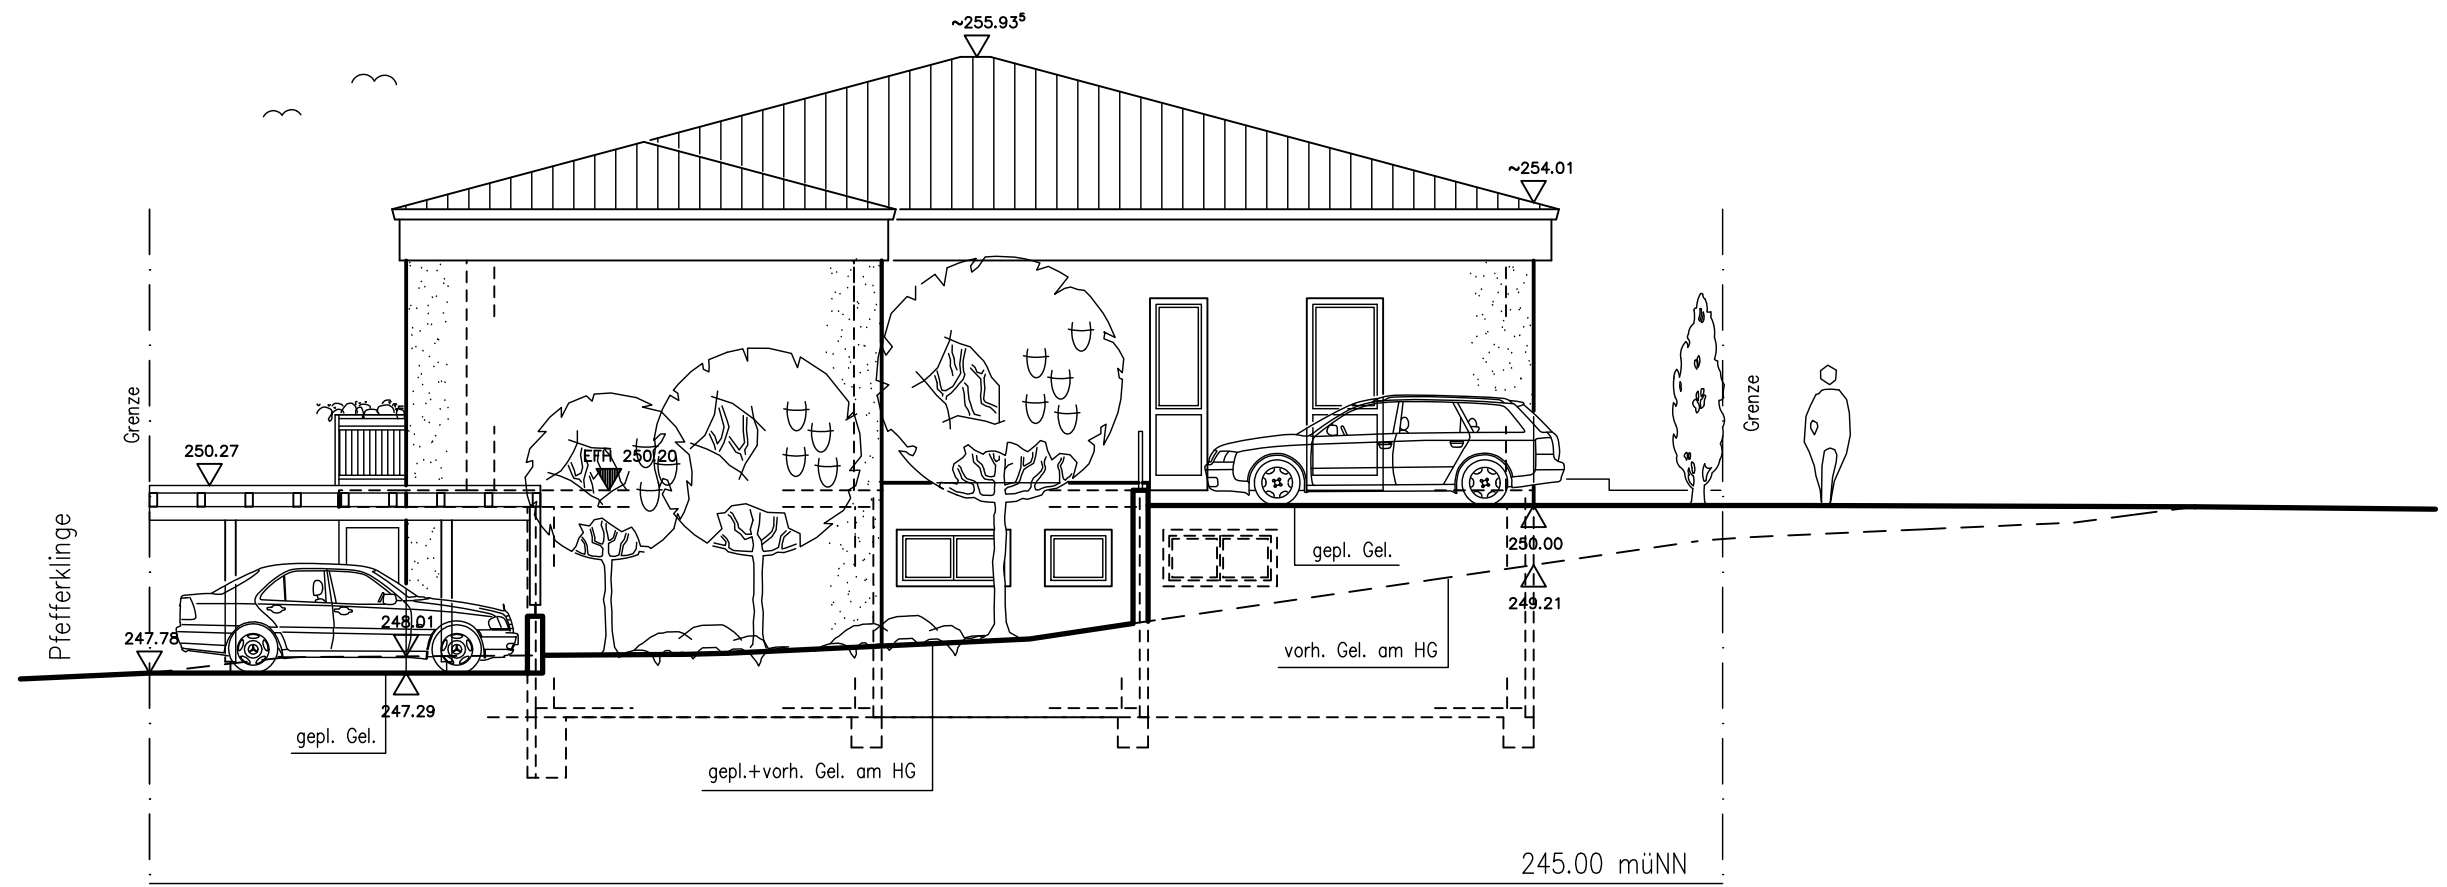 ~255.93⁵
~254.01
Grenze
Grenze
250.27
EFH 250.20
Pfefferklinge
gepl. Gel.
250.00
249.21
248.01
247.78
vorh. Gel. am HG
247.29
gepl. Gel.
gepl.+vorh. Gel. am HG
245.00 müNN